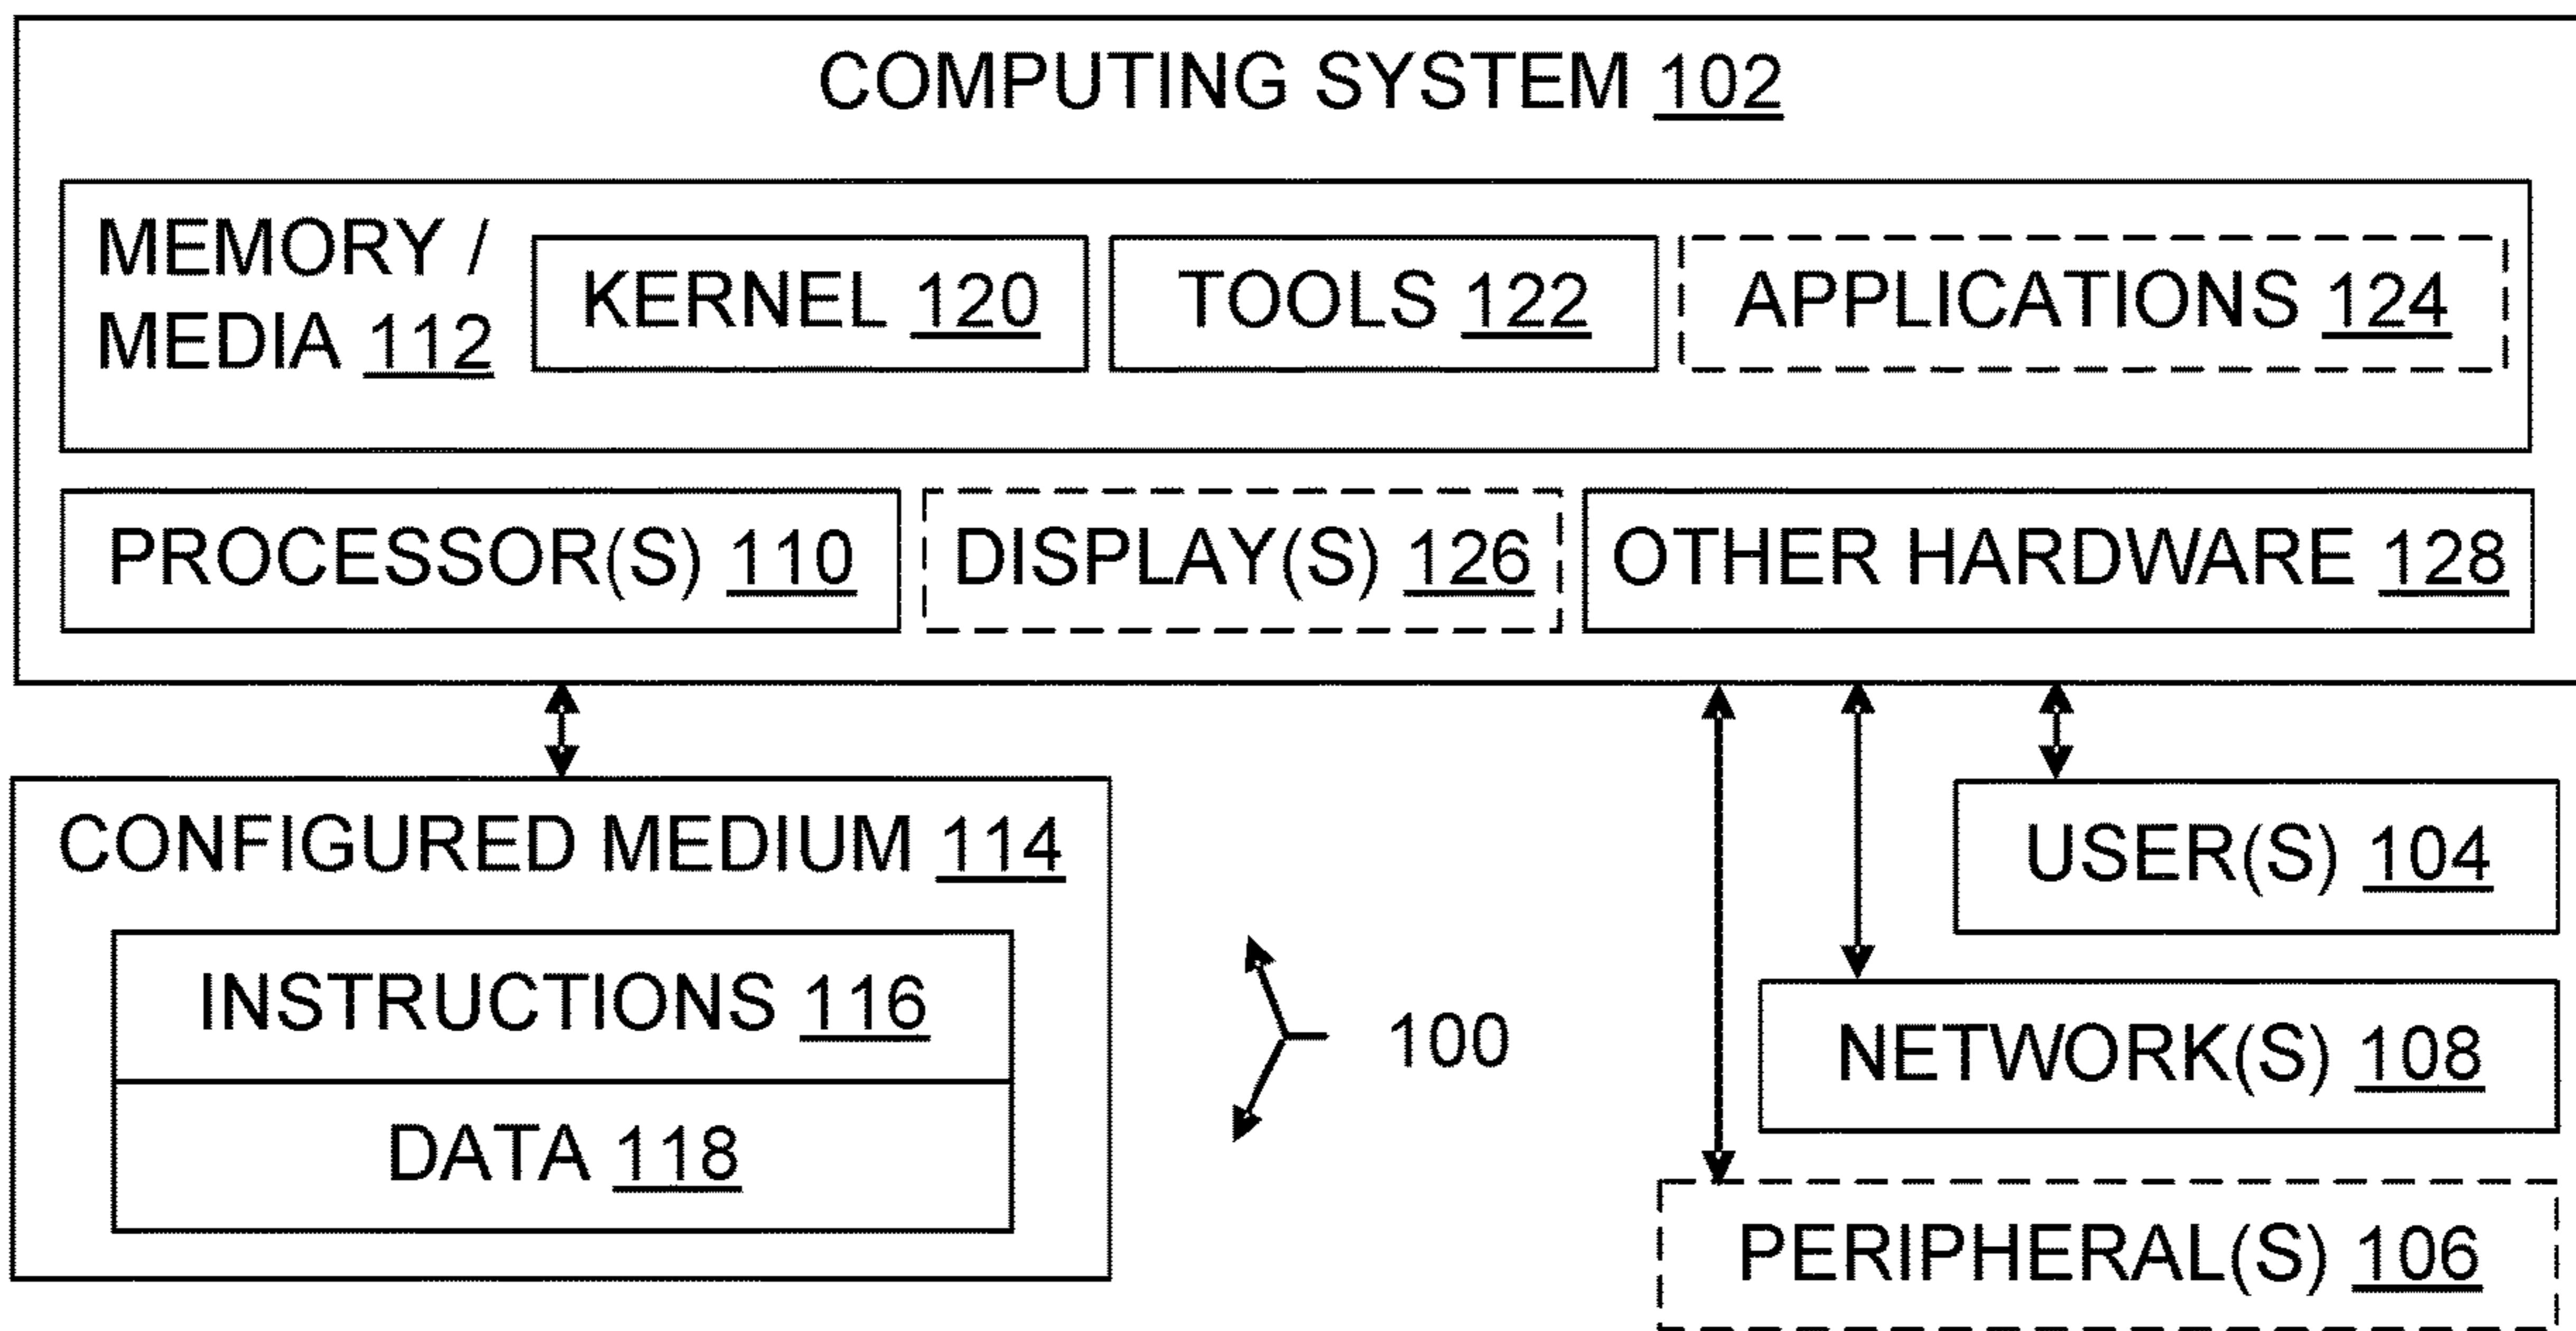 COMPUTING SYSTEM 102
MEMORY /
MEDIA 112
KERNEL 120
TOOLS 122
APPLICATIONS 124
PROCESSOR(S) 110
DISPLAY(S) 126
OTHER HARDWARE 128
CONFIGURED MEDIUM 114
INSTRUCTIONS 116
DATA 118
100
USER(S) 104
NETWORK(S) 108
PERIPHERAL(S) 106